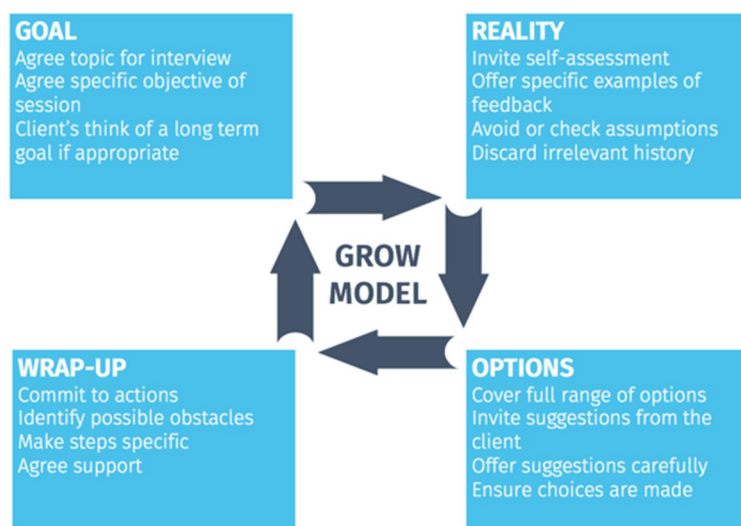 GOAL
Agree topic for interview
Agree specific objective of
session
Client's think of a long term
goal if appropriate
REALITY
Invite self-assessment
Offer specific examples of
feedback
Avoid or check assumptions
Discard irrelevant history
GROW
MODEL
WRAP-UP
Commit to actions
Identify possible obstacles
Make steps specific
Agree support
OPTIONS
Cover full range of options
Invite suggestions from the
client
Offer suggestions carefully
Ensure choices are made